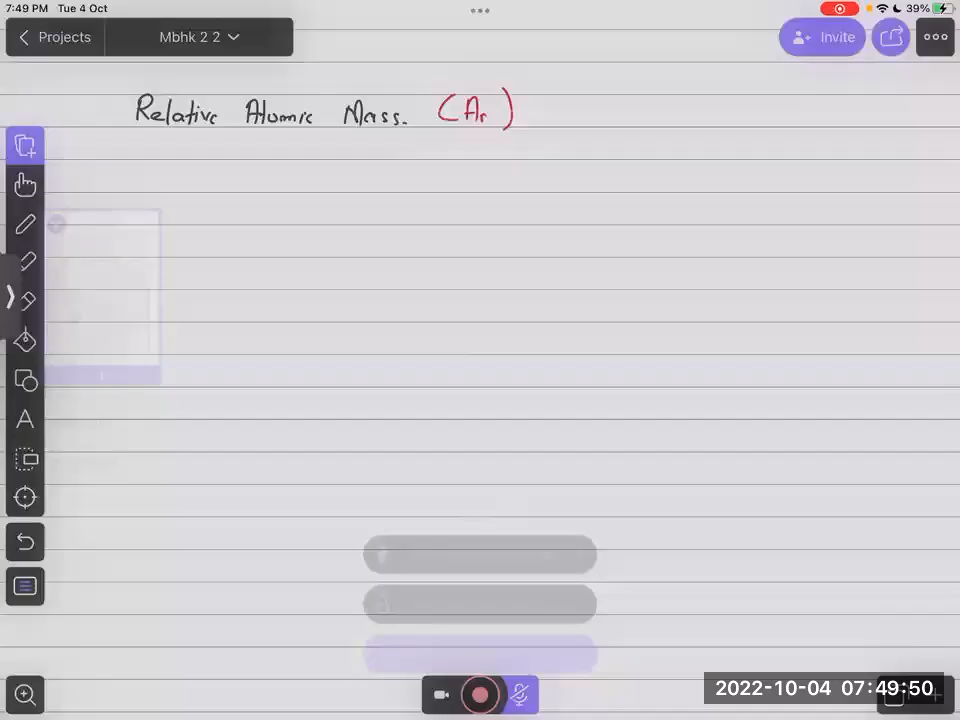 7:49 PM Tue 4 Oct
39%
Projects
Mbhk 2 2
Invite
Relative Atomic Mass. (Ar)
A
2022-10-04 07:49:50